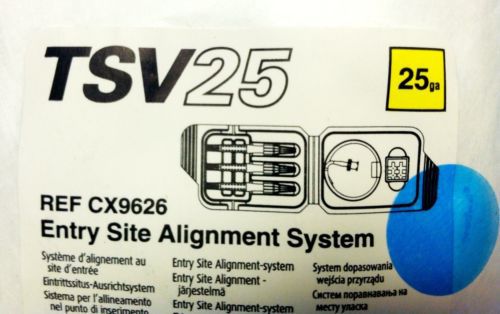 TSV25
25ga
REF CX9626
Entry Site Alignment System
Système d'alignement au
site d'entrée
Eintrittssitus-Ausrichtsystem
Sistema per l'allineamento
nel punto di inserimento
Entry Site Alignment-system
Entry Site Alignment -
järjestelmä
Entry Site Alignment-system
System dopasowania
wejścia przyrządu
Систем поравнавања на
месту уласка